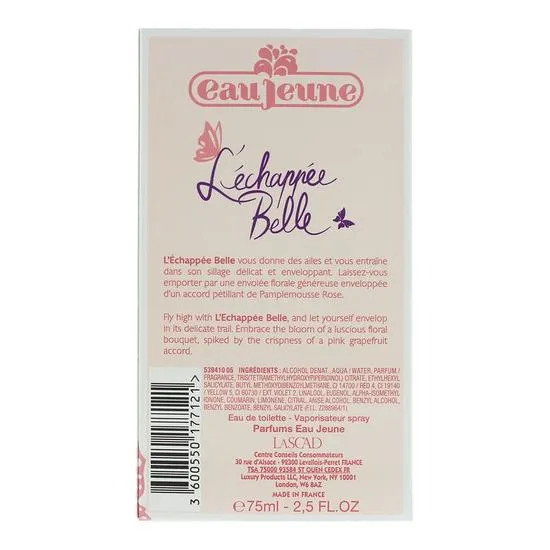 eau jeune
L'échappée
Belle
L'Échappée Belle vous donne des ailes et vous entraîne
dans son sillage délicat et enveloppant. Laissez-vous
emporter par une envolée florale généreuse enveloppée
d'un accord pétillant de Pamplemousse Rose.
Fly high with L'Echappée Belle, and let yourself envelop
in its delicate trail. Embrace the bloom of a luscious floral
bouquet, spiked by the crispness of a pink grapefruit
accord.
539410 05 INGRÉDIENTS: ALCOHOL DENAT., AQUA / WATER, PARFUM /
FRAGRANCE, TRIS(TETRAMETHYLHYDROXYPIPERIDINOL) CITRATE, ETHYLHEXYL
SALICYLATE, BUTYL METHOXYDIBENZOYLMETHANE, CI 14700 / RED 4, CI 19140
/ YELLOW 5, CI 60730 / EXT. VIOLET 2, LINALOOL, EUGENOL, ALPHA-ISOMETHYL
IONONE, COUMARIN, LIMONENE, CITRAL, ANISE ALCOHOL, BENZYL ALCOHOL,
BENZYL BENZOATE, BENZYL SALICYLATE (F.I.L. Z288964/1)
Eau de toilette - Vaporisateur spray
Parfums Eau Jeune
LASCAD
Centre Conseils Consommateurs
30 rue d'Alsace - 92300 Levallois-Perret FRANCE
TSA 75000 93584 ST OUEN CEDEX FR
Luxury Products LLC, New York, NY 10001
London, W6 8AZ
MADE IN FRANCE
℮75ml - 2,5 FL.OZ
3 600550 177121 >